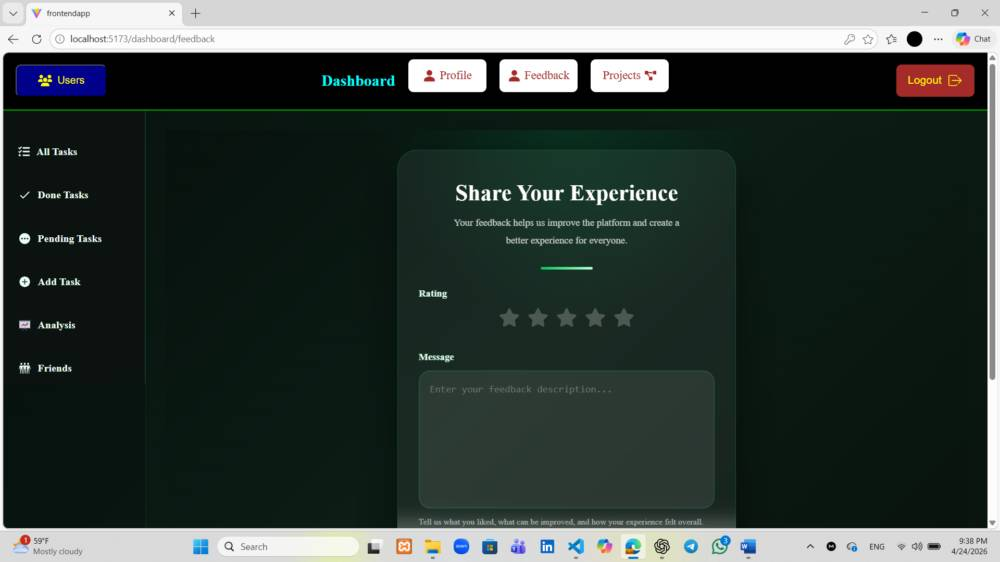 frontendapp
localhost:5173/dashboard/feedback
Chat
Users
Dashboard
Profile
Feedback
Projects
Logout
All Tasks
Done Tasks
Pending Tasks
Add Task
Analysis
Friends
Share Your Experience
Your feedback helps us improve the platform and create a
better experience for everyone.
Rating
Message
Enter your feedback description...
Tell us what you liked, what can be improved, and how your experience felt overall.
1
59°F
Mostly cloudy
Search
zoom
3
ENG
9:38 PM
4/24/2026